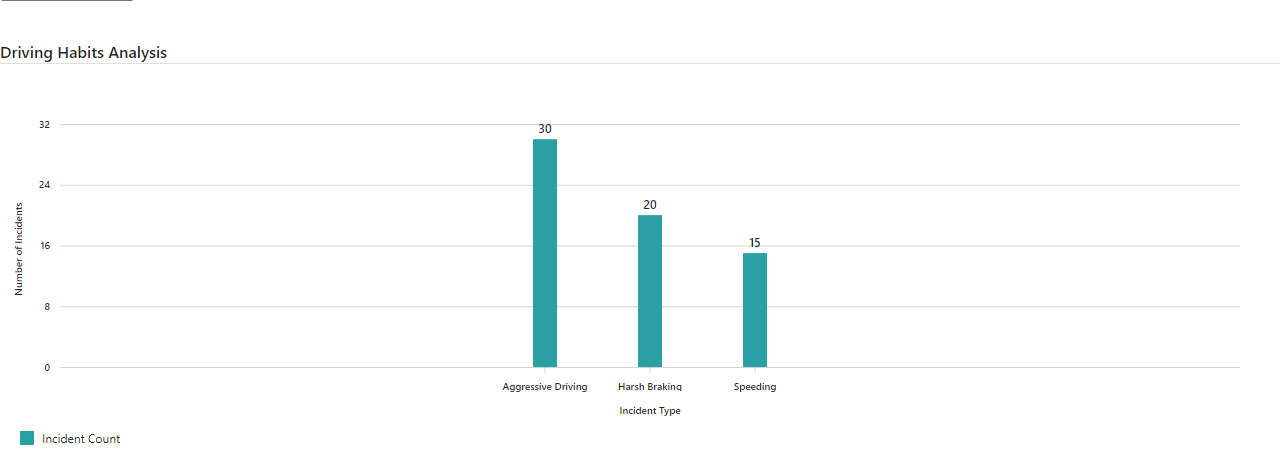 Driving Habits Analysis
32
30
24
20
16
15
8
0
Number of Incidents
Aggressive Driving
Harsh Braking
Speeding
Incident Type
Incident Count